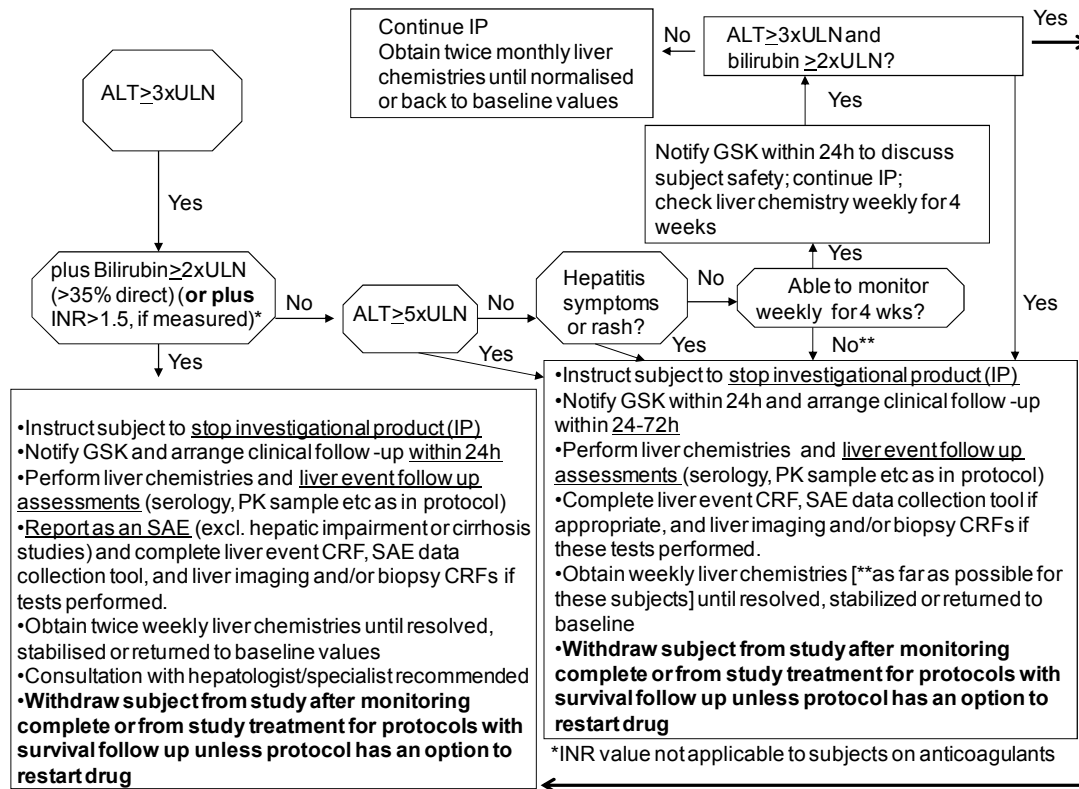 ALT≥3xULN
Yes
plus Bilirubin≥2xULN
(>35% direct) (or plus
INR>1.5, if measured)*
No
Yes
ALT≥5xULN
No
Yes
Hepatitis
symptoms
or rash?
No
Yes
Able to monitor
weekly for 4 wks?
Yes
No**
Notify GSK within 24h to discuss
subject safety; continue IP;
check liver chemistry weekly for 4
weeks
Yes
ALT≥3xULN and
bilirubin ≥2xULN?
No
Yes
Yes
Continue IP
Obtain twice monthly liver
chemistries until normalised
or back to baseline values
•Instruct subject to stop investigational product (IP)
•Notify GSK and arrange clinical follow -up within 24h
•Perform liver chemistries and liver event follow up
assessments (serology, PK sample etc as in protocol)
•Report as an SAE (excl. hepatic impairment or cirrhosis
studies) and complete liver event CRF, SAE data
collection tool, and liver imaging and/or biopsy CRFs if
tests performed.
•Obtain twice weekly liver chemistries until resolved,
stabilised or returned to baseline values
•Consultation with hepatologist/specialist recommended
•Withdraw subject from study after monitoring
complete or from study treatment for protocols with
survival follow up unless protocol has an option to
restart drug
•Instruct subject to stop investigational product (IP)
•Notify GSK within 24h and arrange clinical follow -up
within 24-72h
•Perform liver chemistries and liver event follow up
assessments (serology, PK sample etc as in protocol)
•Complete liver event CRF, SAE data collection tool if
appropriate, and liver imaging and/or biopsy CRFs if
these tests performed.
•Obtain weekly liver chemistries [**as far as possible for
these subjects] until resolved, stabilized or returned to
baseline
•Withdraw subject from study after monitoring
complete or from study treatment for protocols with
survival follow up unless protocol has an option to
restart drug
*INR value not applicable to subjects on anticoagulants